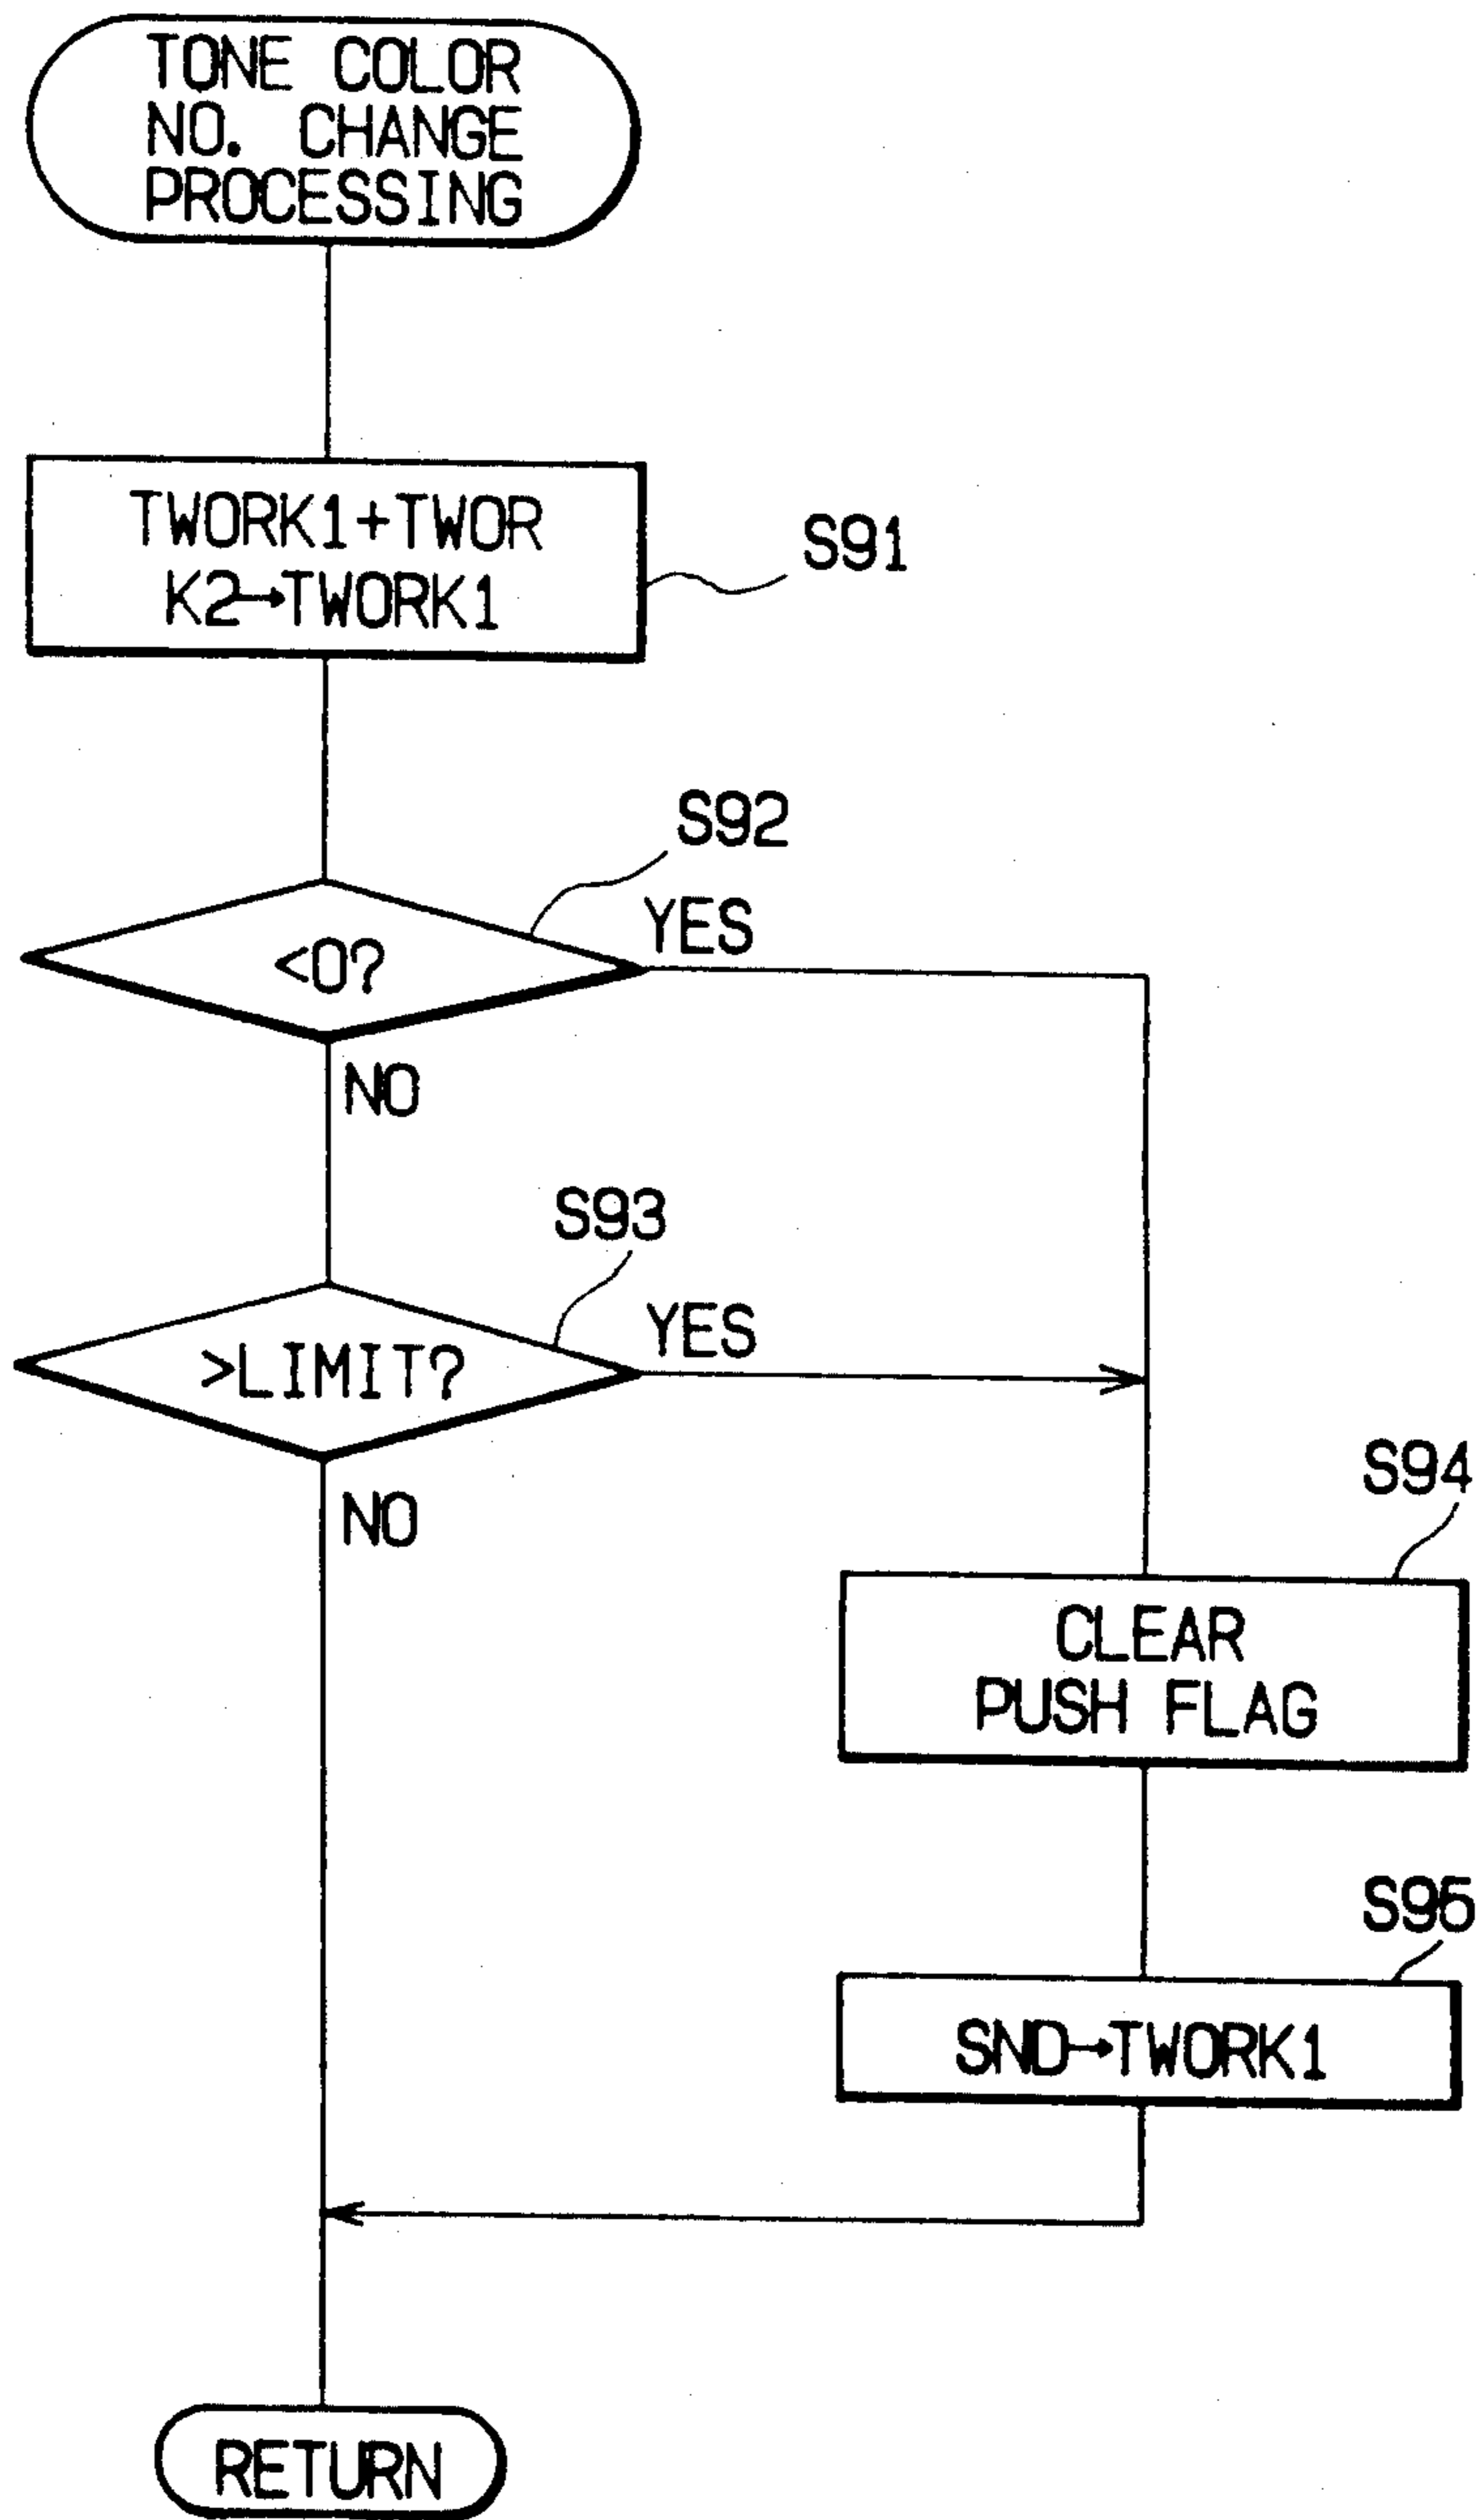 TONE COLOR
NO. CHANGE
PROCESSING
TWORK1+TWOR
K2→TWORK1
S91
S92
<0?
YES
NO
S93
>LIMIT?
YES
NO
S94
CLEAR
PUSH FLAG
S95
SND→TWORK1
RETURN